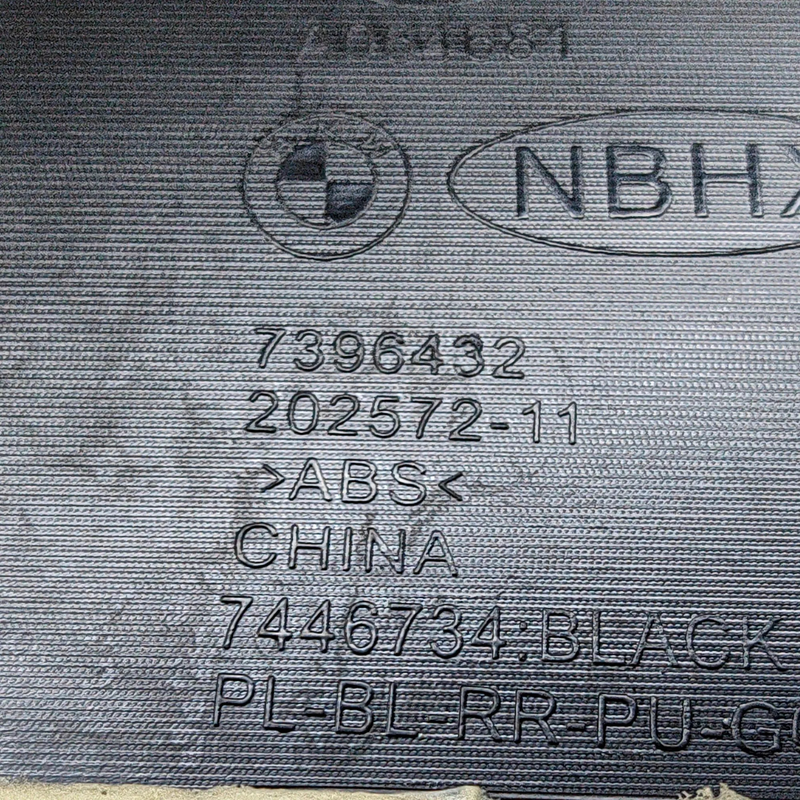 NBHX
7396432
202572-11
>ABS<
CHINA
7446734:BLACK
PL-BL-RR-PU-G